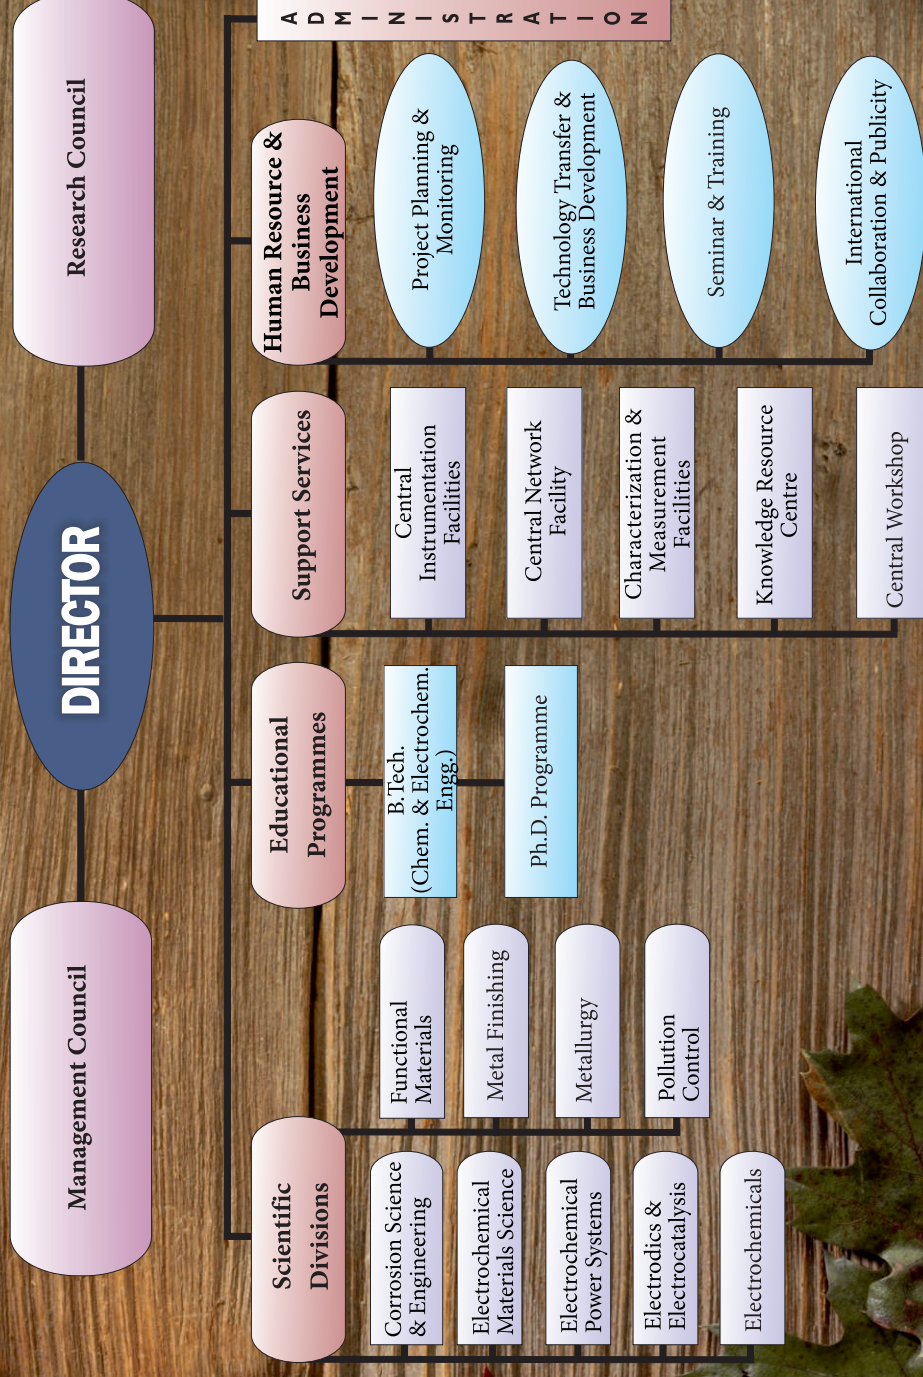 Management Council
DIRECTOR
Research Council
Scientific
Divisions
Educational
Programmes
Support Services
Human Resource &
Business
Development
ADMINISTRATION
Corrosion Science
& Engineering
Electrochemical
Materials Science
Electrochemical
Power Systems
Electrodics &
Electrocatalysis
Electrochemicals
Functional
Materials
Metal Finishing
Metallurgy
Pollution
Control
B.Tech.
(Chem. & Electrochem.
Engg.)
Ph.D. Programme
Central
Instrumentation
Facilities
Central Network
Facility
Characterization &
Measurement
Facilities
Knowledge Resource
Centre
Central Workshop
Project Planning &
Monitoring
Technology Transfer &
Business Development
Seminar & Training
International
Collaboration & Publicity